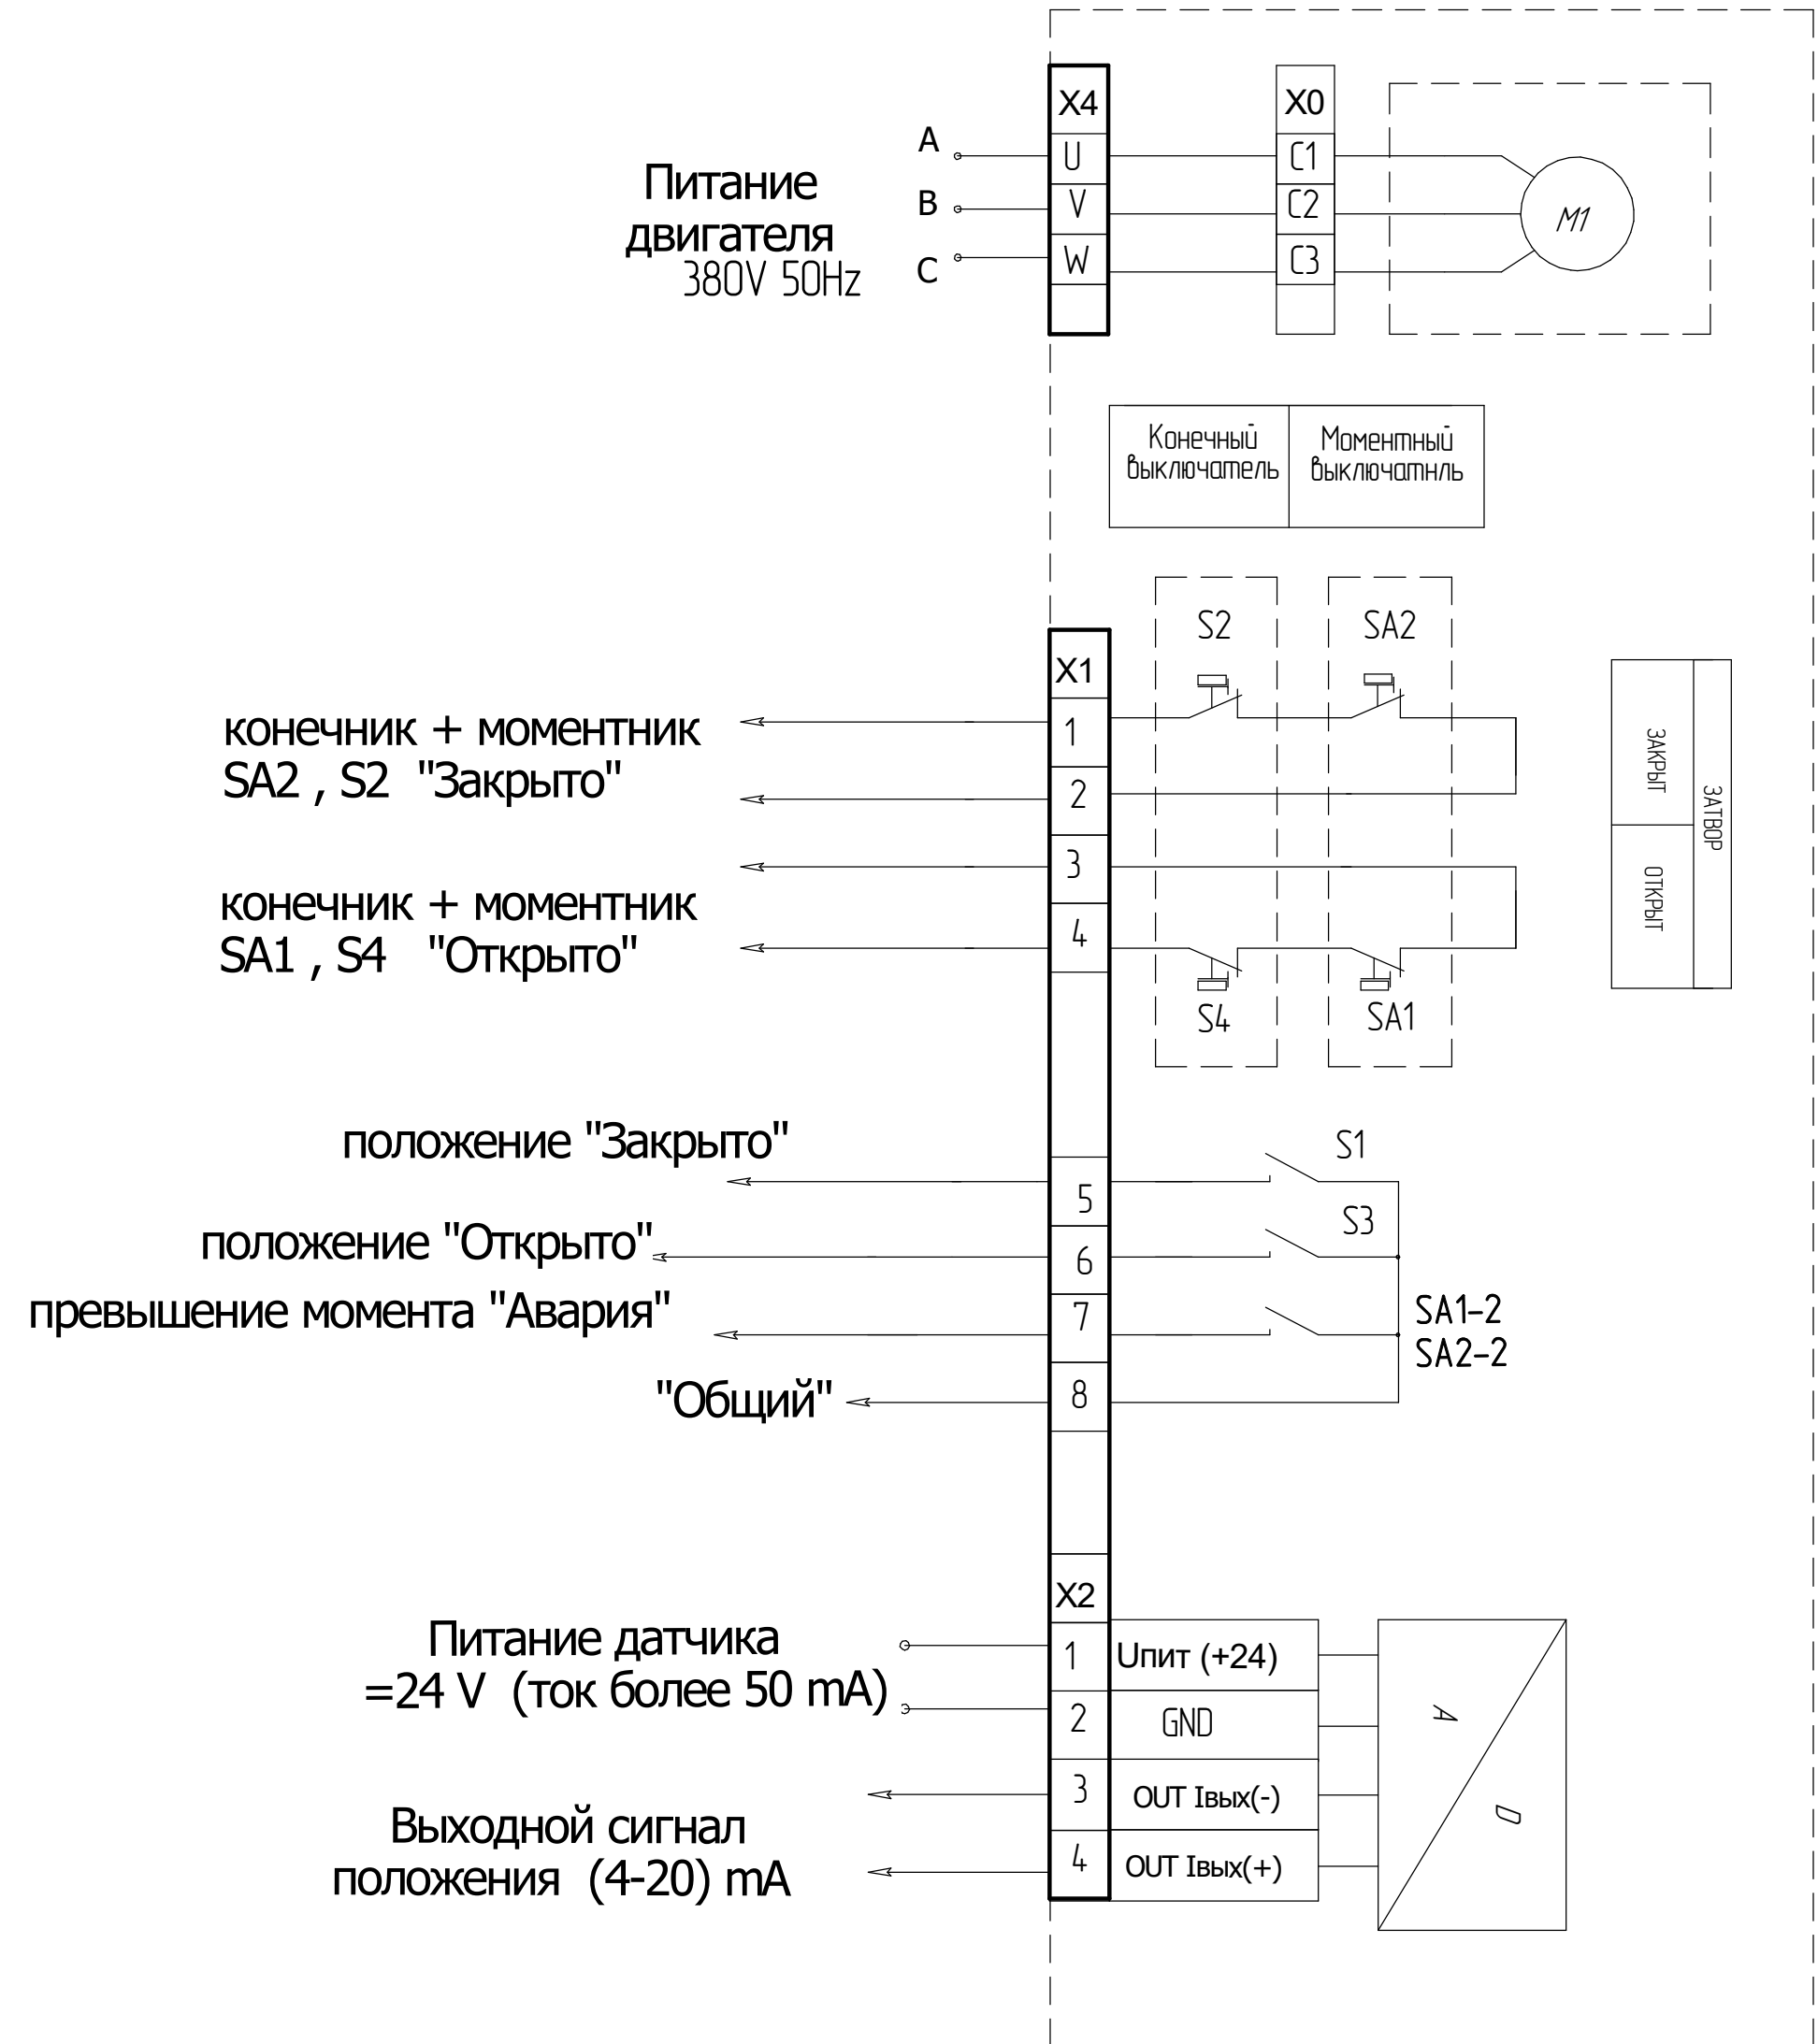 X4
X0
A
U
C1
Питание
двигателя
380V 50Hz
B
V
C2
M1
C
W
C3
Конечный
выключатель
Моментный
выключатнль
S2
SA2
X1
конечник + моментник
SA2 , S2 "Закрыто"
1
2
ЗАКРЫТ
ЗАТВОР
ОТКРЫТ
3
конечник + моментник
SA1 , S4 "Открыто"
4
S4
SA1
положение "Закрыто"
S1
5
положение "Открыто"
S3
6
превышение момента "Авария"
7
SA1-2
SA2-2
"Общий"
8
X2
Питание датчика
=24 V (ток более 50 mA)
1
Uпит (+24)
2
GND
A
D
3
OUT Iвых(-)
Выходной сигнал
положения (4-20) mA
4
OUT Iвых(+)